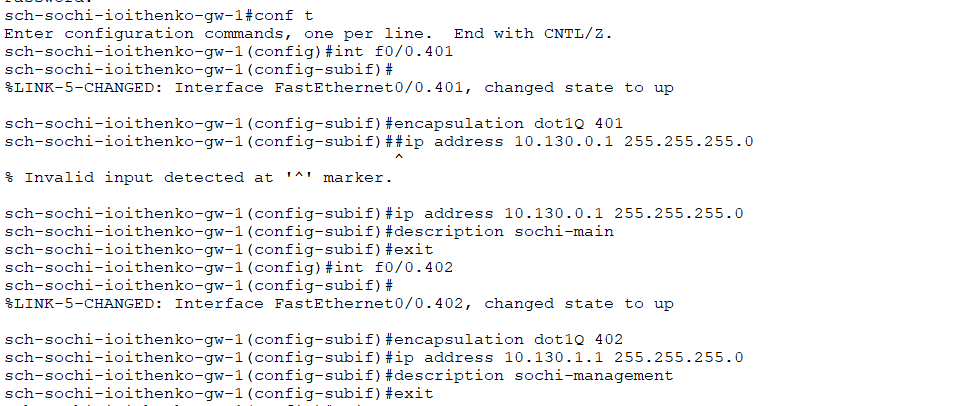 sch-sochi-ioithenko-gw-1#conf t
Enter configuration commands, one per line.  End with CNTL/Z.
sch-sochi-ioithenko-gw-1(config)#int f0/0.401
sch-sochi-ioithenko-gw-1(config-subif)#
%LINK-5-CHANGED: Interface FastEthernet0/0.401, changed state to up
sch-sochi-ioithenko-gw-1(config-subif)#encapsulation dot1Q 401
sch-sochi-ioithenko-gw-1(config-subif)##ip address 10.130.0.1 255.255.255.0
^
% Invalid input detected at '^' marker.
sch-sochi-ioithenko-gw-1(config-subif)#ip address 10.130.0.1 255.255.255.0
sch-sochi-ioithenko-gw-1(config-subif)#description sochi-main
sch-sochi-ioithenko-gw-1(config-subif)#exit
sch-sochi-ioithenko-gw-1(config)#int f0/0.402
sch-sochi-ioithenko-gw-1(config-subif)#
%LINK-5-CHANGED: Interface FastEthernet0/0.402, changed state to up
sch-sochi-ioithenko-gw-1(config-subif)#encapsulation dot1Q 402
sch-sochi-ioithenko-gw-1(config-subif)#ip address 10.130.1.1 255.255.255.0
sch-sochi-ioithenko-gw-1(config-subif)#description sochi-management
sch-sochi-ioithenko-gw-1(config-subif)#exit